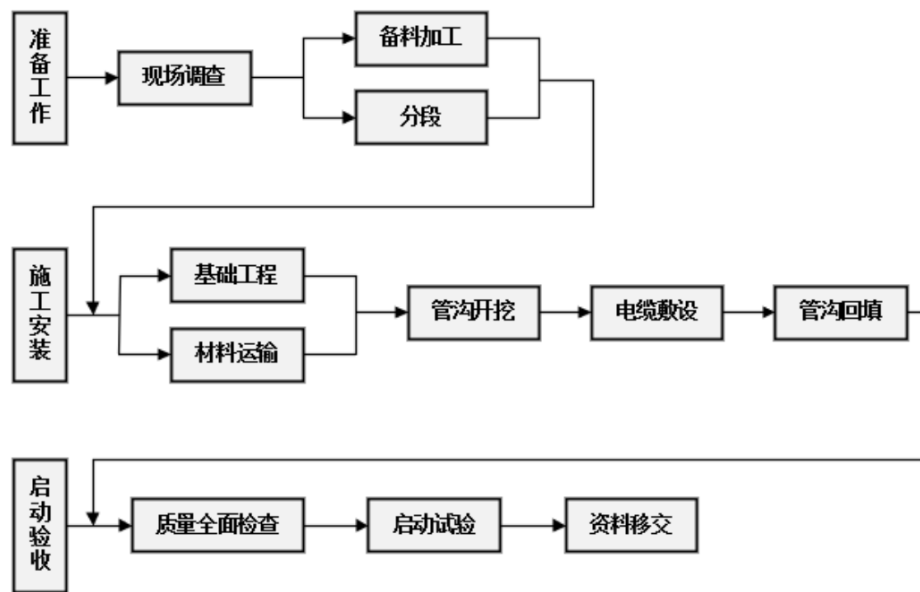 准备工作
现场调查
备料加工
分段
施工安装
基础工程
材料运输
管沟开挖
电缆敷设
管沟回填
启动验收
质量全面检查
启动试验
资料移交